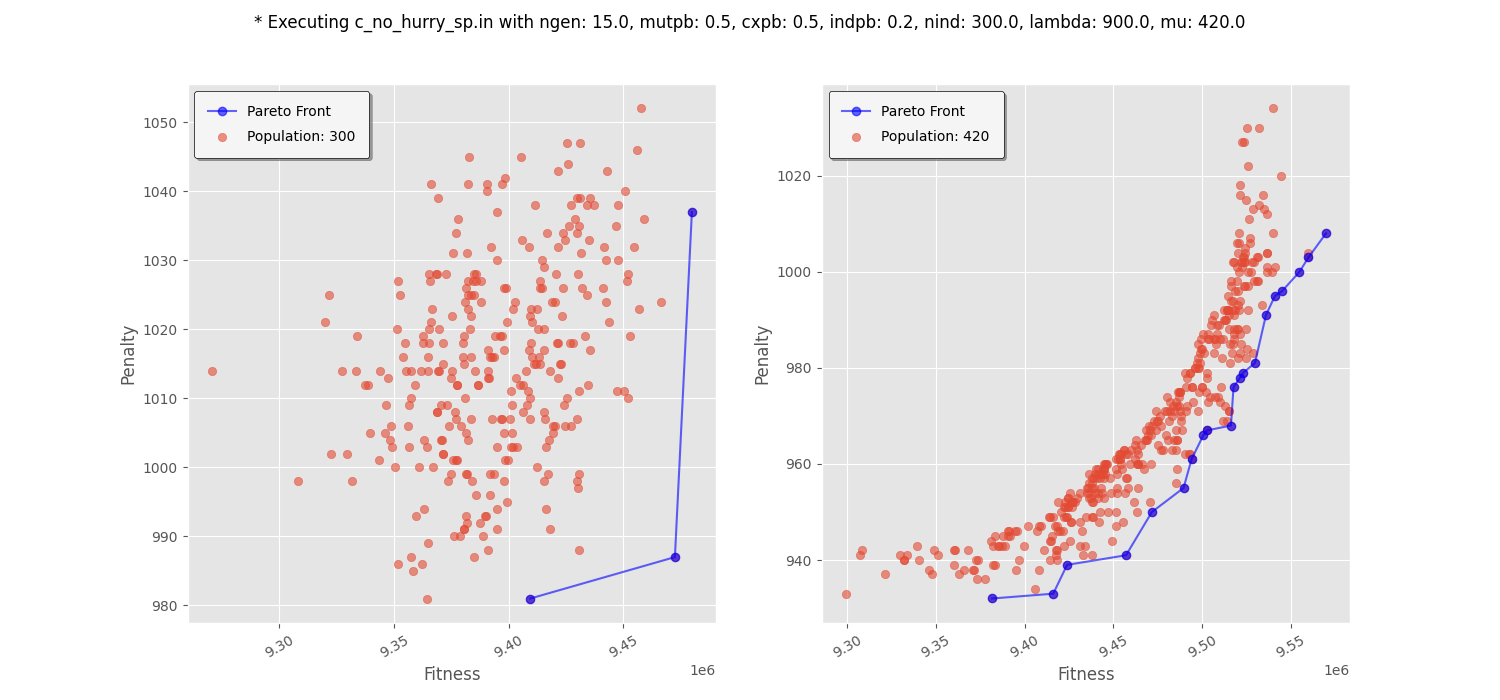 * Executing c_no_hurry_sp.in with ngen: 15.0, mutpb: 0.5, cxpb: 0.5, indpb: 0.2, nind: 300.0, lambda: 900.0, mu: 420.0
Pareto Front
Population: 300
1050
1040
1030
1020
1010
1000
990
980
Penalty
9.30
9.35
9.40
9.45
1e6
Fitness
Pareto Front
Population: 420
1020
1000
980
960
940
Penalty
9.30
9.35
9.40
9.45
9.50
9.55
1e6
Fitness